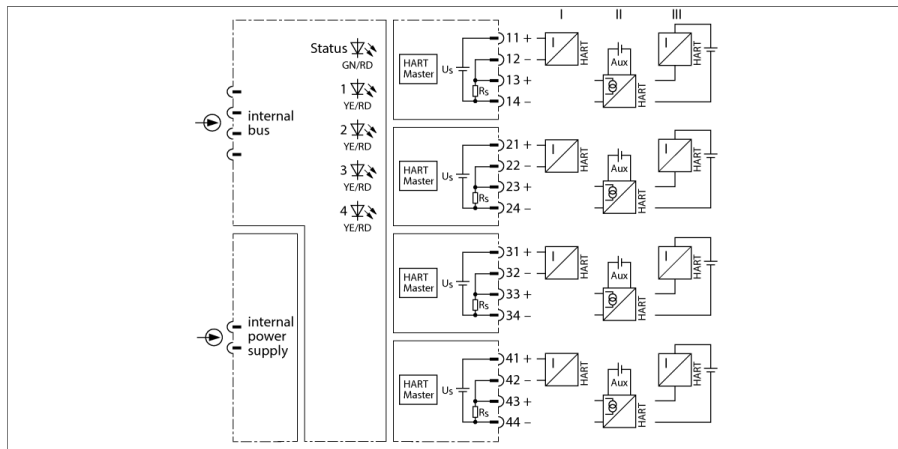 I II III
Status
GN/RD
1
YE/RD
2
YE/RD
3
YE/RD
4
YE/RD
internal
bus
internal
power
supply
HART
Master
Us
Rs
11 +
12 −
13 +
14 −
I
HART
Aux
HART
I
HART
HART
Master
Us
Rs
21 +
22 −
23 +
24 −
I
HART
Aux
HART
I
HART
HART
Master
Us
Rs
31 +
32 −
33 +
34 −
I
HART
Aux
HART
I
HART
HART
Master
Us
Rs
41 +
42 −
43 +
44 −
I
HART
Aux
HART
I
HART